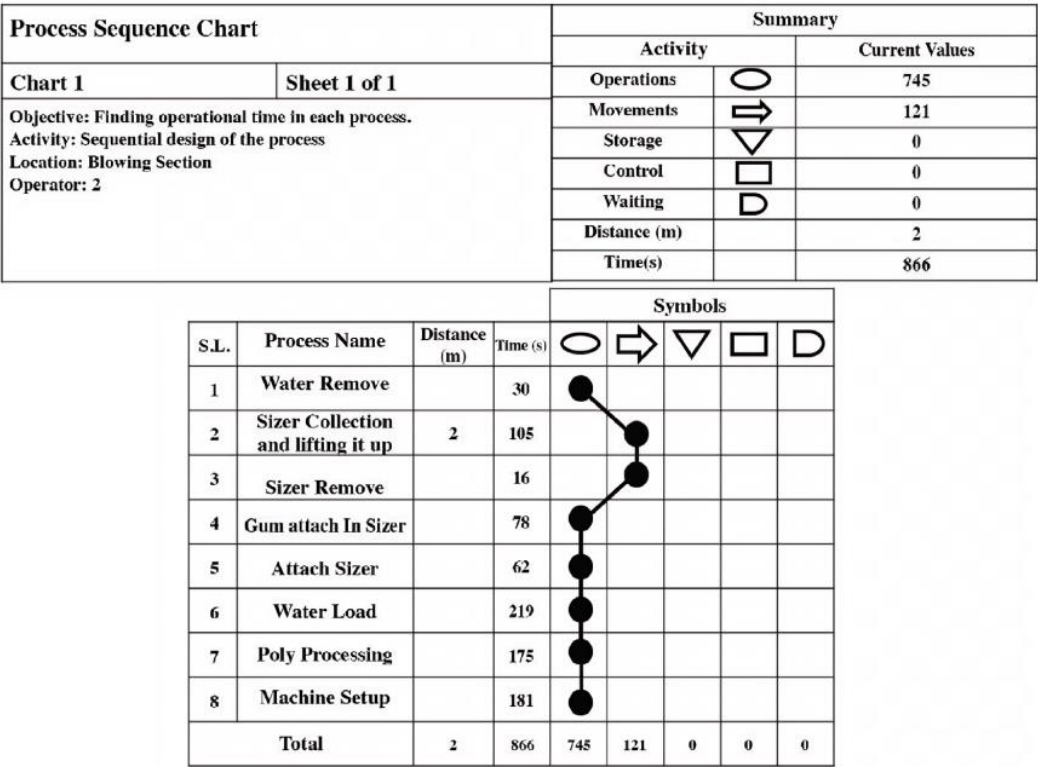 Process Sequence Chart
Chart 1 Sheet 1 of 1
Objective: Finding operational time in each process.
Activity: Sequential design of the process
Location: Blowing Section
Operator: 2
Summary
Activity Current Values
Operations 745
Movements 121
Storage 0
Control 0
Waiting 0
Distance (m) 2
Time(s) 866
Symbols
S.L. Process Name Distance (m) Time (s)
1 Water Remove 30
2 Sizer Collection and lifting it up 2 105
3 Sizer Remove 16
4 Gum attach In Sizer 78
5 Attach Sizer 62
6 Water Load 219
7 Poly Processing 175
8 Machine Setup 181
Total 2 866 745 121 0 0 0